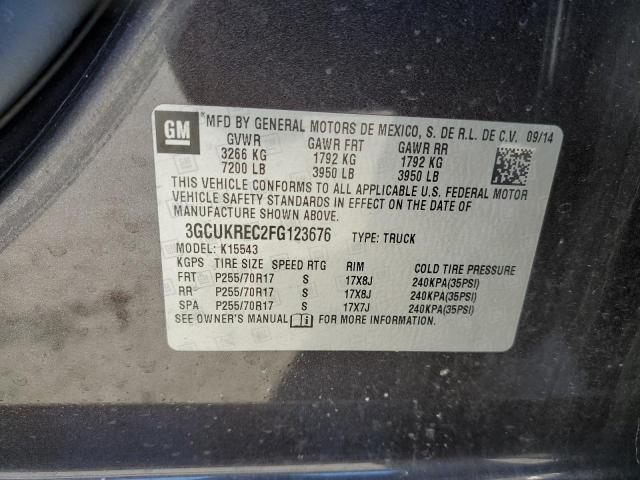 GM *MFD BY GENERAL MOTORS DE MEXICO, S. DE R.L. DE C.V. 09/14
GVWR GAWR FRT GAWR RR
3266 KG 1792 KG 1792 KG
7200 LB 3950 LB 3950 LB
THIS VEHICLE CONFORMS TO ALL APPLICABLE U.S. FEDERAL MOTOR
VEHICLE SAFETY STANDARDS IN EFFECT ON THE DATE OF
MANUFACTURE SHOWN ABOVE.
3GCUKREC2FG123676 TYPE: TRUCK
MODEL: K15543
KGPS TIRE SIZE SPEED RTG RIM COLD TIRE PRESSURE
FRT P255/70R17 S 17X8J 240KPA(35PSI)
RR P255/70R17 S 17X8J 240KPA(35PSI)
SPA P255/70R17 S 17X7J 240KPA(35PSI)
SEE OWNER'S MANUAL FOR MORE INFORMATION.